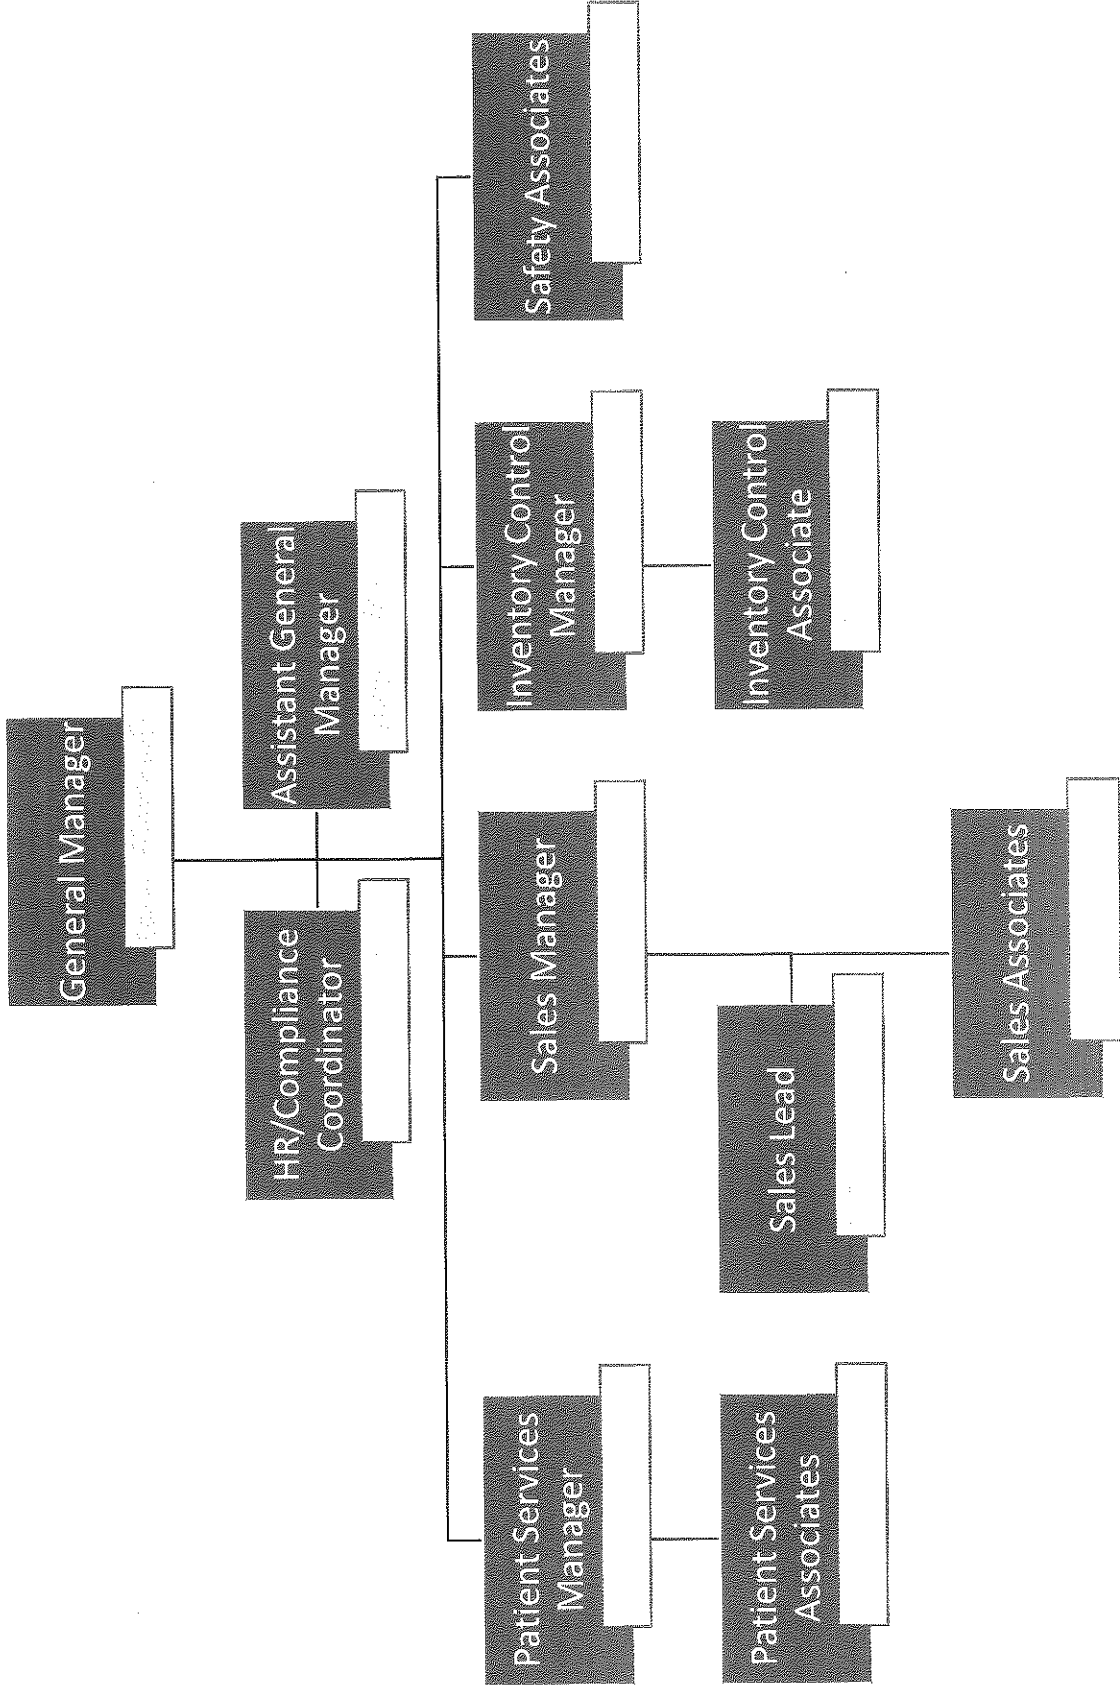 General Manager
HR/Compliance
Coordinator
Assistant General
Manager
Patient Services
Manager
Sales Manager
Inventory Control
Manager
Safety Associates
Patient Services
Associates
Sales Lead
Inventory Control
Associate
Sales Associates